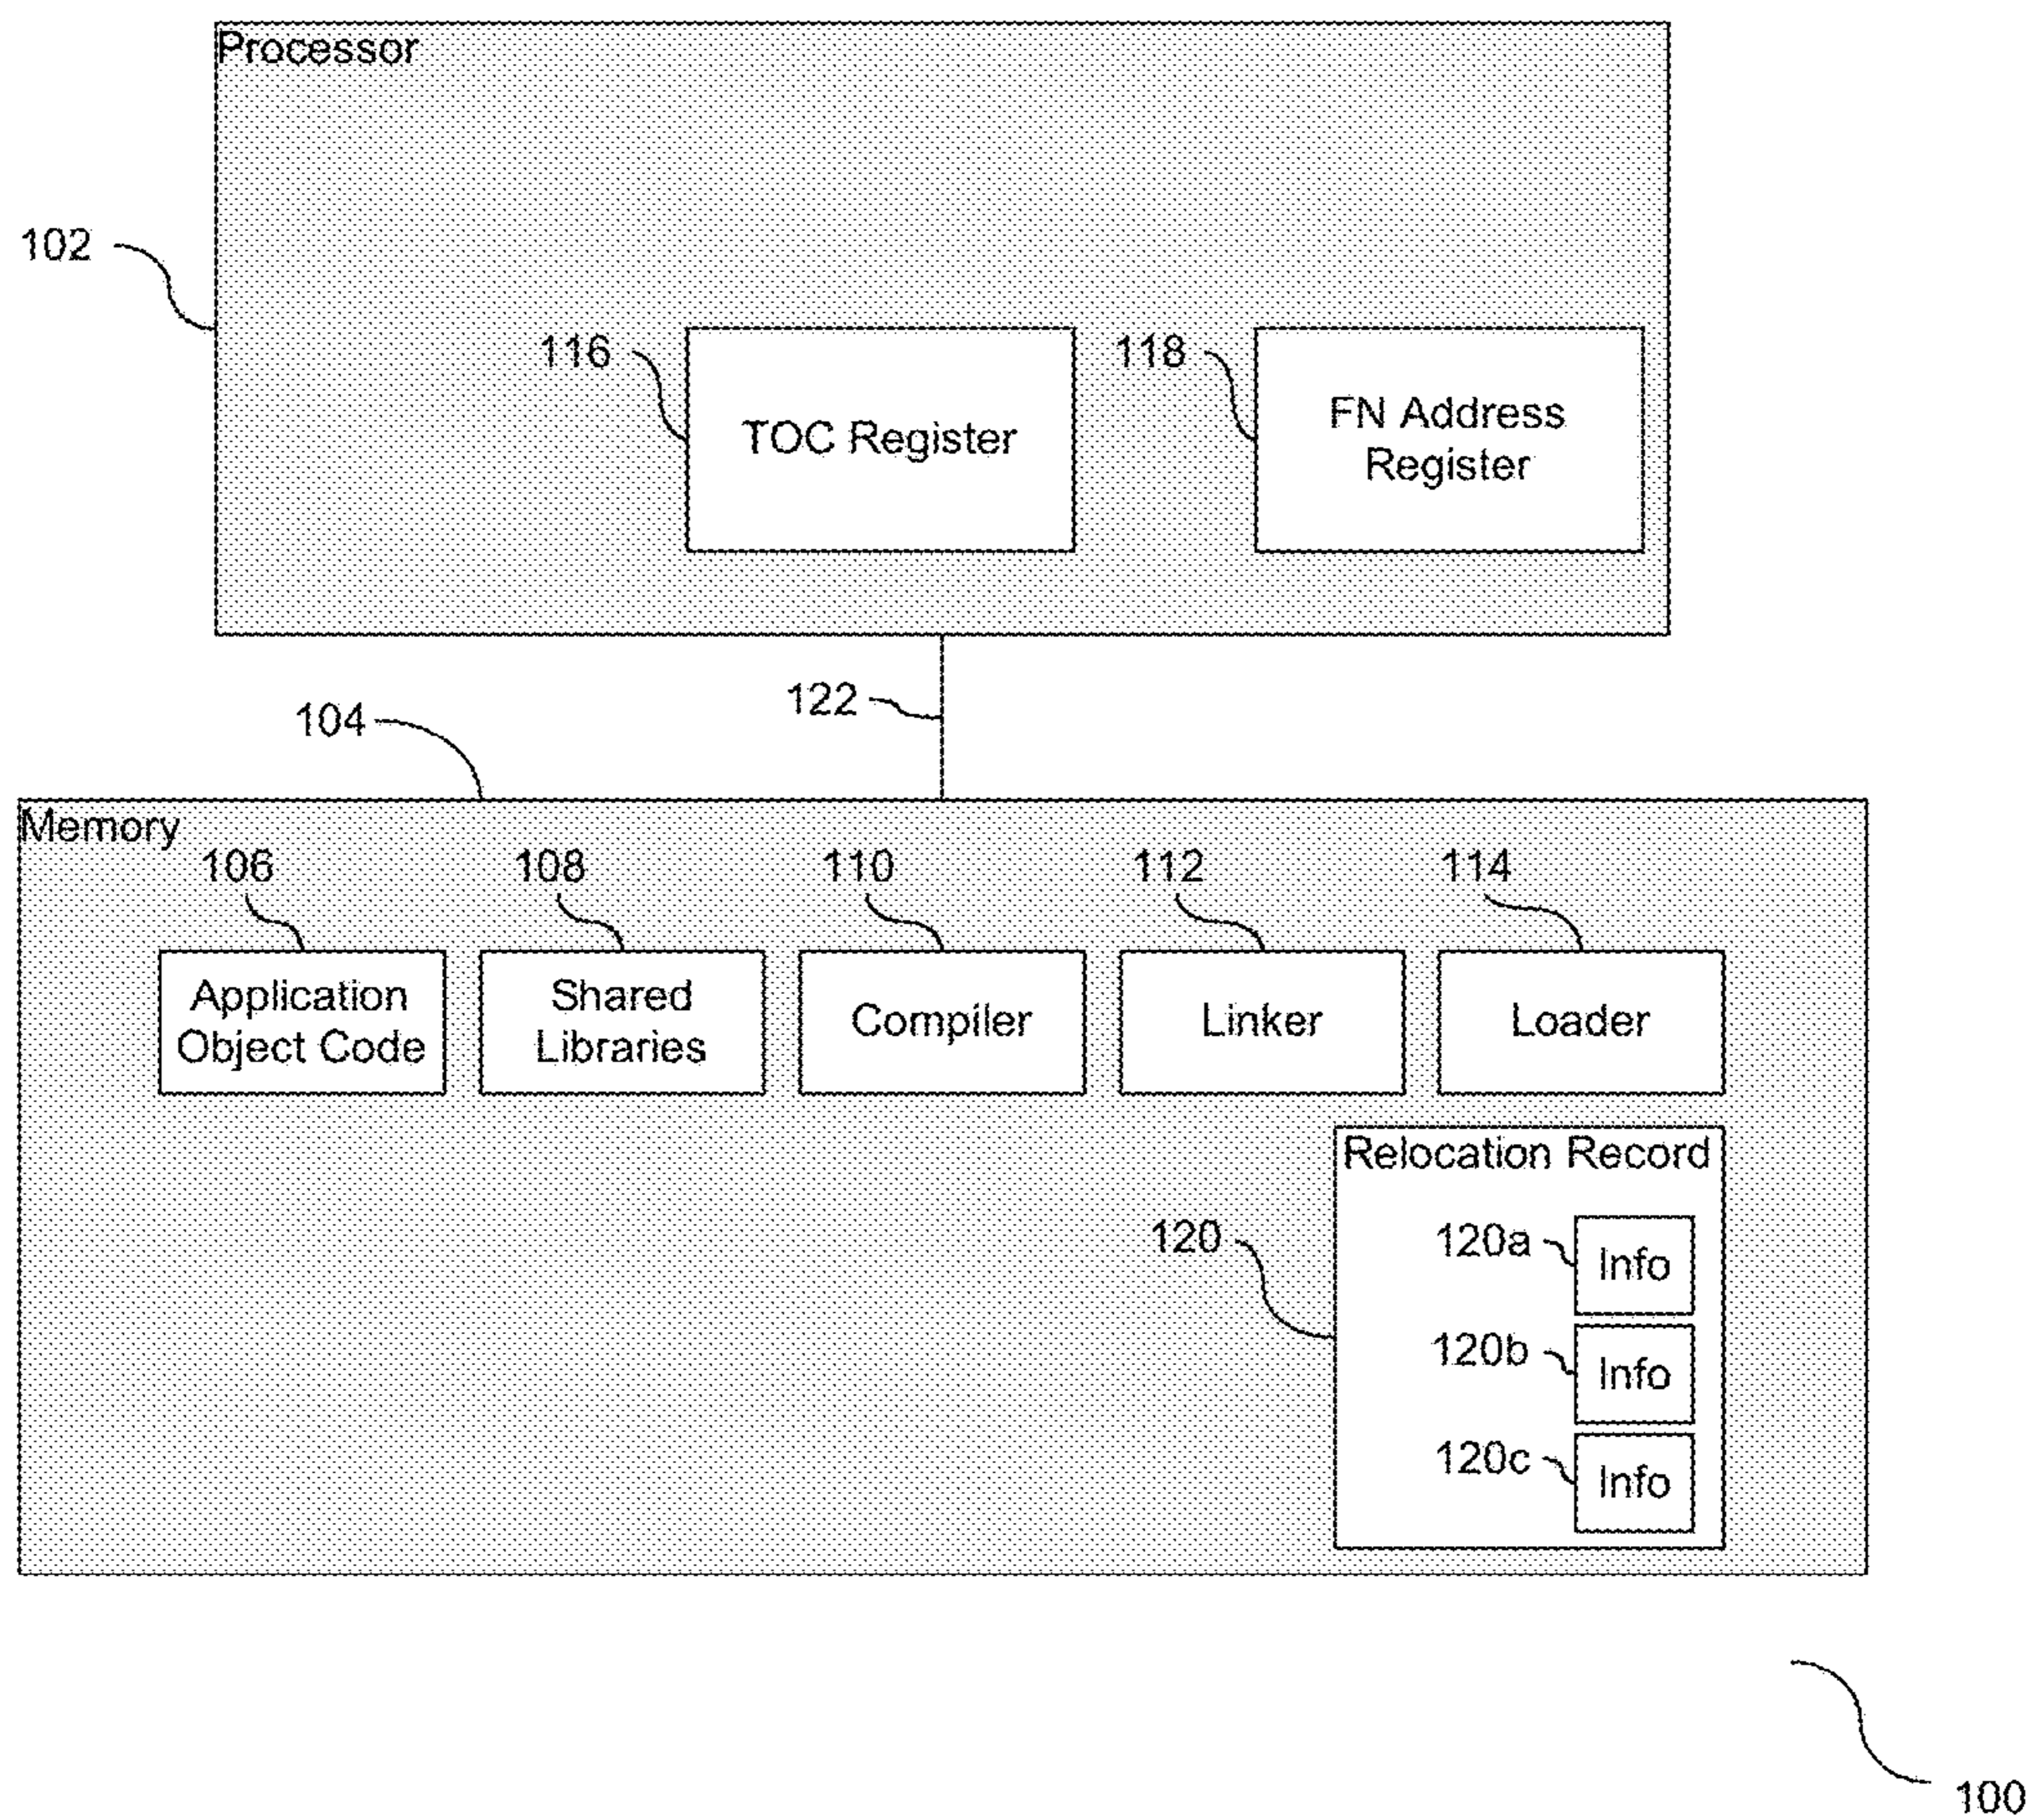 Processor
102
116
118
TOC Register
FN Address
Register
122
104
Memory
106
108
110
112
114
Application
Object Code
Shared
Libraries
Compiler
Linker
Loader
Relocation Record
120
120a
Info
120b
Info
120c
Info
100